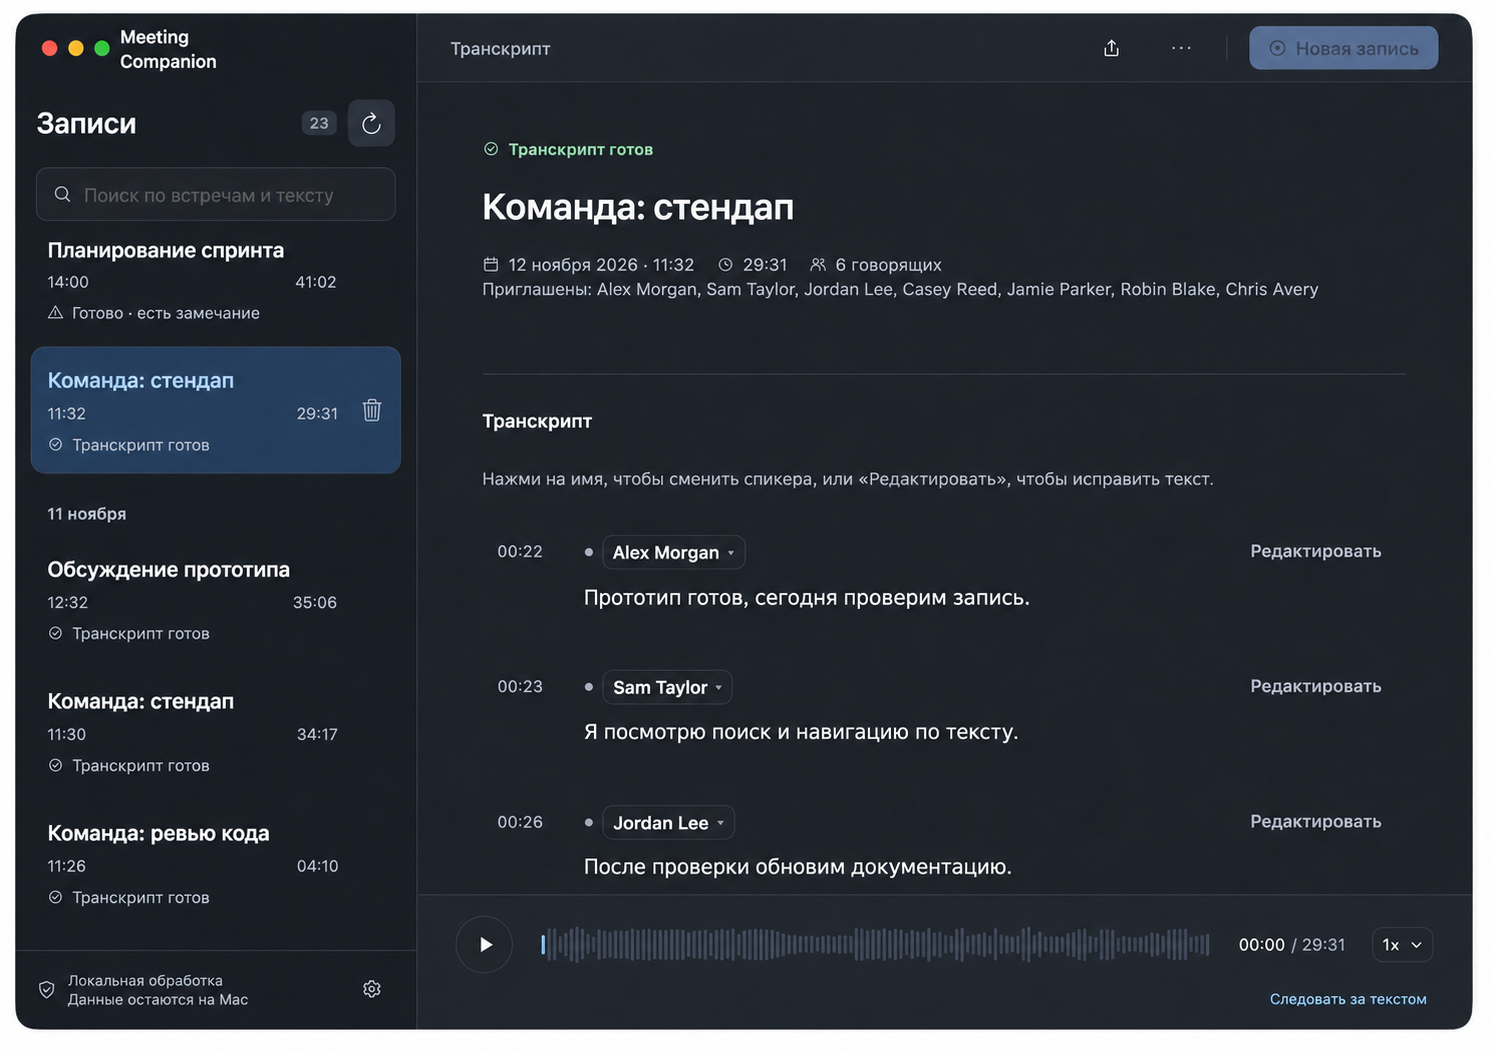 Meeting
Companion
Записи
23
Поиск по встречам и тексту
Планирование спринта
14:00 41:02
Готово · есть замечание
Команда: стендап
11:32 29:31
Транскрипт готов
11 ноября
Обсуждение прототипа
12:32 35:06
Транскрипт готов
Команда: стендап
11:30 34:17
Транскрипт готов
Команда: ревью кода
11:26 04:10
Транскрипт готов
Локальная обработка
Данные остаются на Mac
Транскрипт
Новая запись
Транскрипт готов
Команда: стендап
12 ноября 2026 · 11:32 29:31 6 говорящих
Приглашены: Alex Morgan, Sam Taylor, Jordan Lee, Casey Reed, Jamie Parker, Robin Blake, Chris Avery
Транскрипт
Нажми на имя, чтобы сменить спикера, или «Редактировать», чтобы исправить текст.
00:22 Alex Morgan Редактировать
Прототип готов, сегодня проверим запись.
00:23 Sam Taylor Редактировать
Я посмотрю поиск и навигацию по тексту.
00:26 Jordan Lee Редактировать
После проверки обновим документацию.
00:00 / 29:31 1x
Следовать за текстом